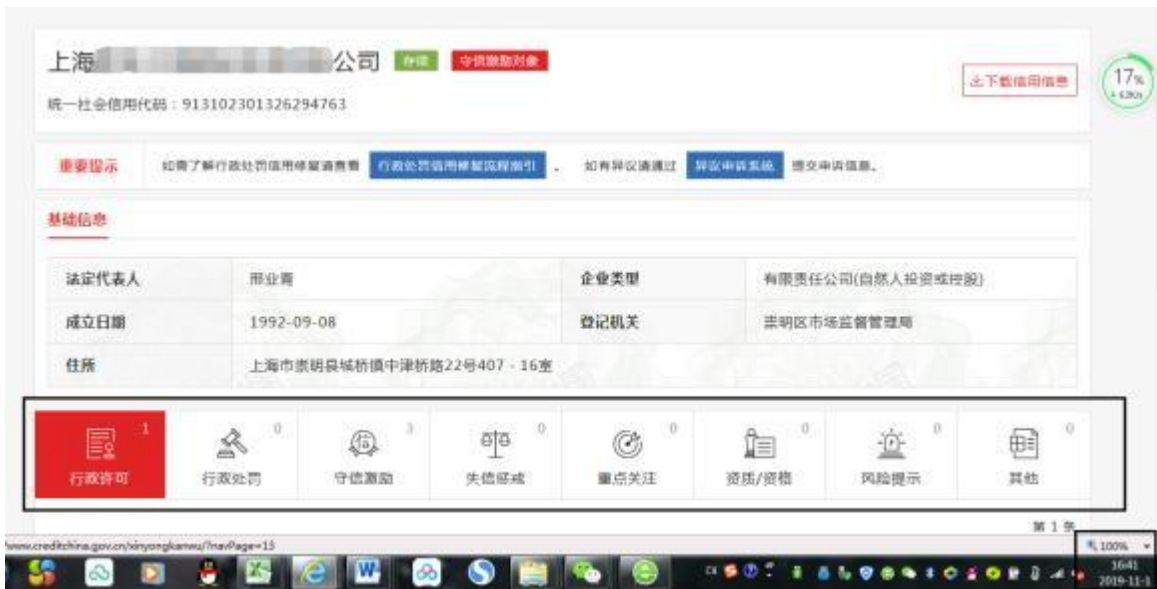 上海 公司 存续 守信激励对象
下载信用信息
17%
统一社会信用代码：913102301326294763
重要提示 如需了解行政处罚信用修复请查看 行政处罚信用修复流程指引 。 如有异议请通过 异议申诉系统 提交申诉信息。
基础信息
法定代表人 邢业青 企业类型 有限责任公司(自然人投资或控股)
成立日期 1992-09-08 登记机关 崇明区市场监督管理局
住所 上海市崇明县城桥镇中津桥路22号407－16室
1 0 3 0 0 0 0 0
行政许可 行政处罚 守信激励 失信惩戒 重点关注 资质/资格 风险提示 其他
第 1 条
www.creditchina.gov.cn/xinyongkanwu/?navPage=15
100%
16:41
2019-11-1